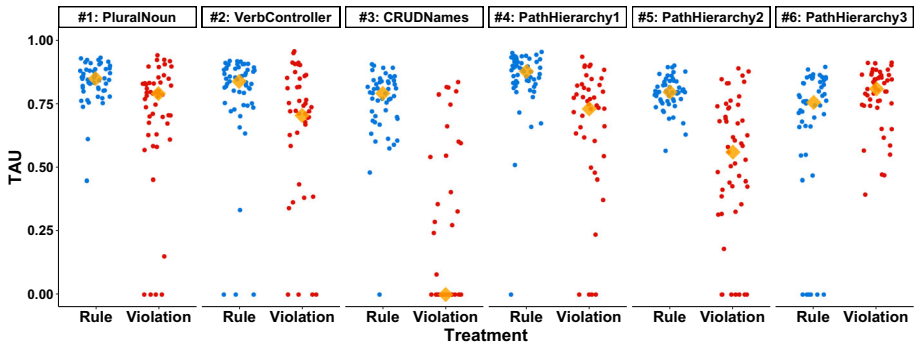 #1: PluralNoun #2: VerbController #3: CRUDNames #4: PathHierarchy1 #5: PathHierarchy2 #6: PathHierarchy3
1.00
0.75
0.50
0.25
0.00
TAU
Rule Violation Rule Violation Rule Violation Rule Violation Rule Violation Rule Violation
Treatment